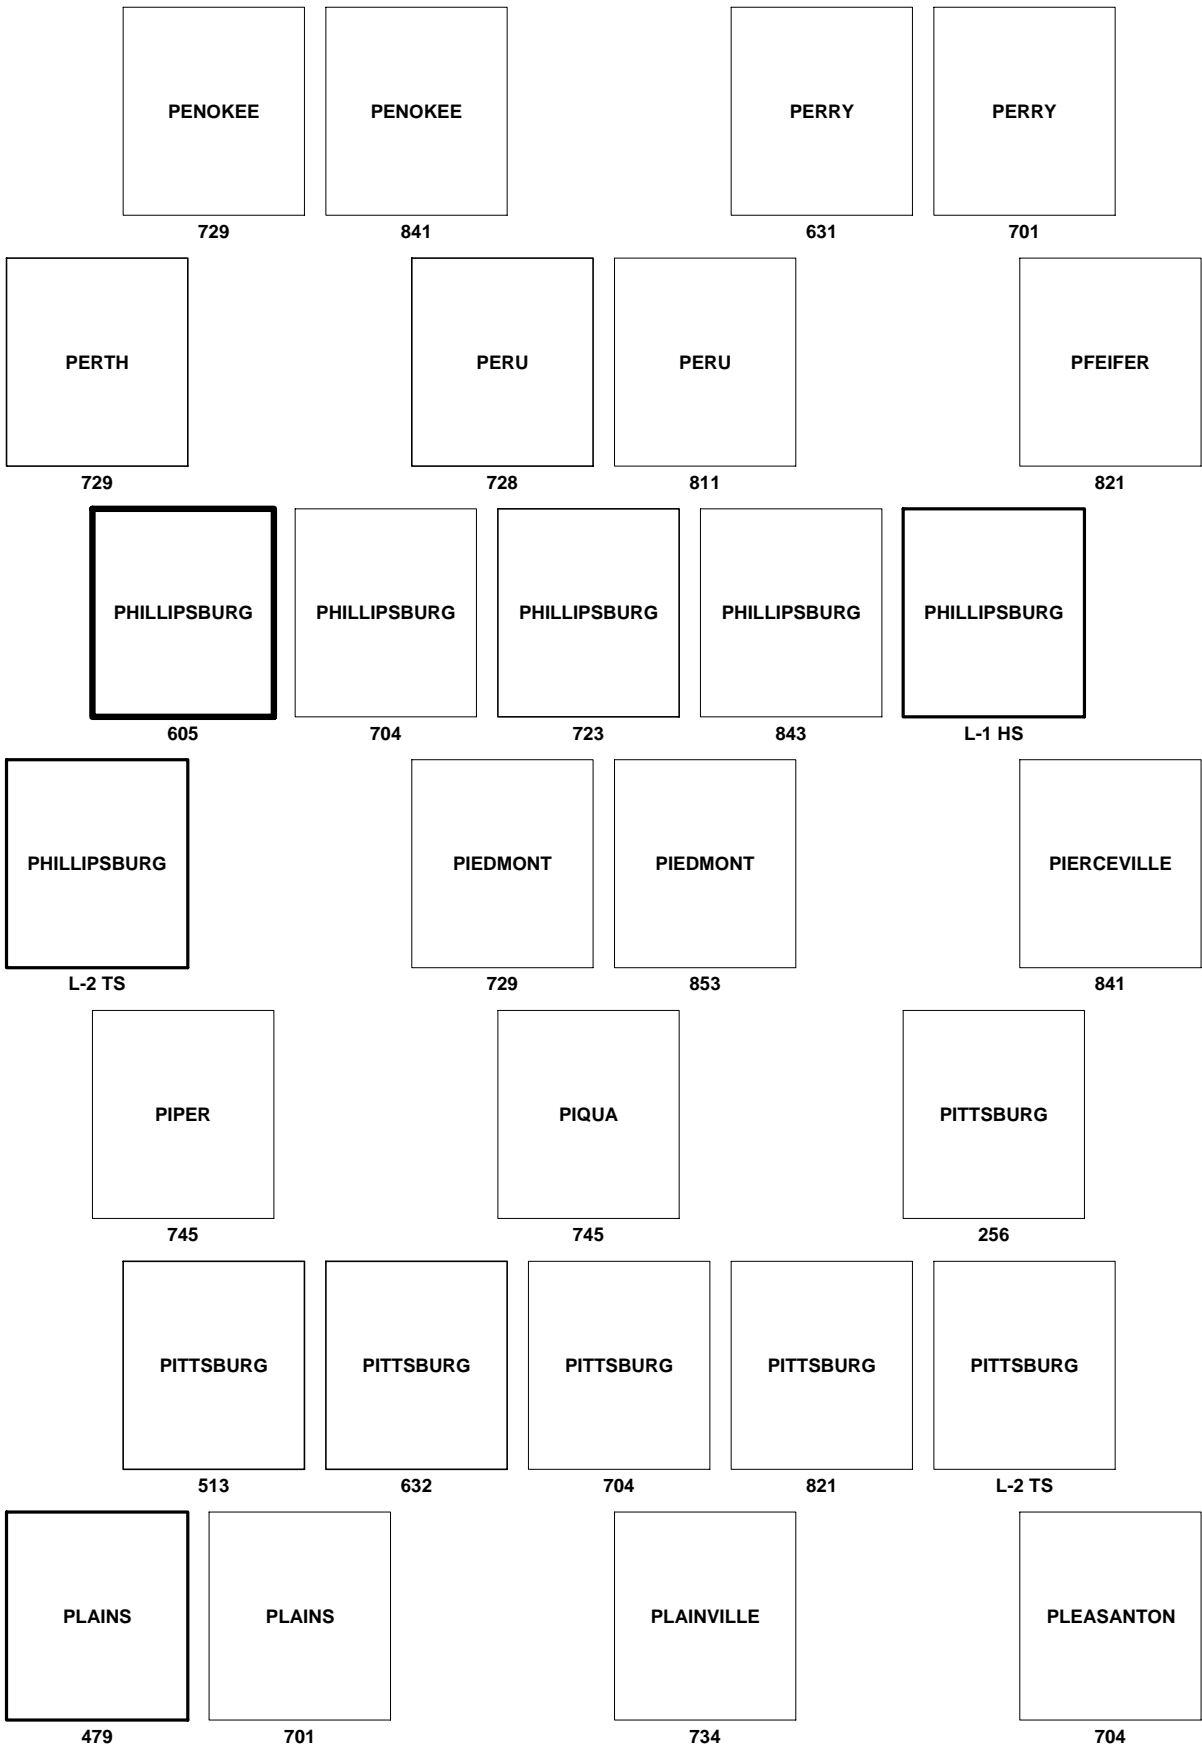 PENOKEE PENOKEE PERRY PERRY
729 841 631 701
PERTH PERU PERU PFEIFER
729 728 811 821
PHILLIPSBURG PHILLIPSBURG PHILLIPSBURG PHILLIPSBURG PHILLIPSBURG
605 704 723 843 L-1 HS
PHILLIPSBURG PIEDMONT PIEDMONT PIERCEVILLE
L-2 TS 729 853 841
PIPER PIQUA PITTSBURG
745 745 256
PITTSBURG PITTSBURG PITTSBURG PITTSBURG PITTSBURG
513 632 704 821 L-2 TS
PLAINS PLAINS PLAINVILLE PLEASANTON
479 701 734 704